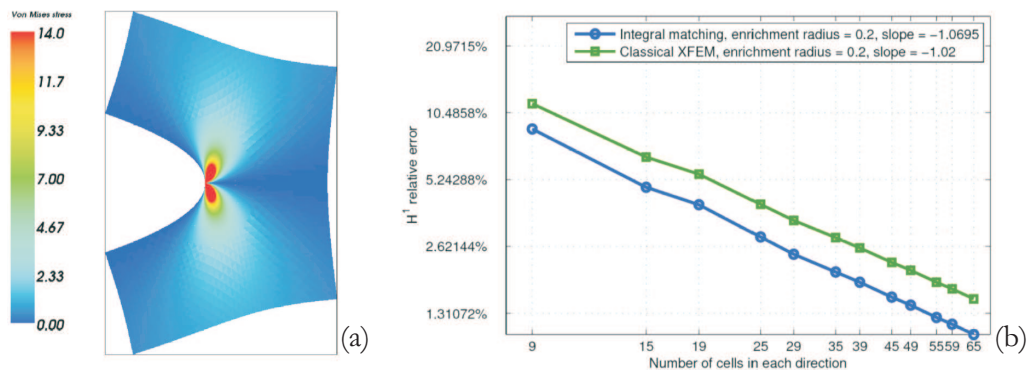 Von Mises stress
14.0
11.7
9.33
7.00
4.67
2.33
0.00
(a)
20.9715%
10.4858%
5.24288%
2.62144%
1.31072%
H¹ relative error
Integral matching, enrichment radius = 0.2, slope = −1.0695
Classical XFEM, enrichment radius = 0.2, slope = −1.02
9 15 19 25 29 35 39 45 49 55 59 65
Number of cells in each direction
(b)